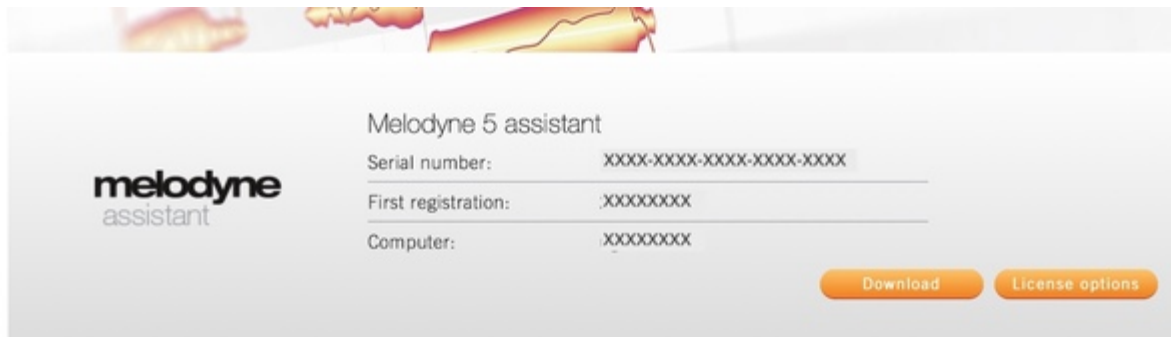 Melodyne 5 assistant
Serial number: XXXX-XXXX-XXXX-XXXX-XXXX
melodyne
assistant
First registration: XXXXXXXX
Computer: XXXXXXXX
Download License options